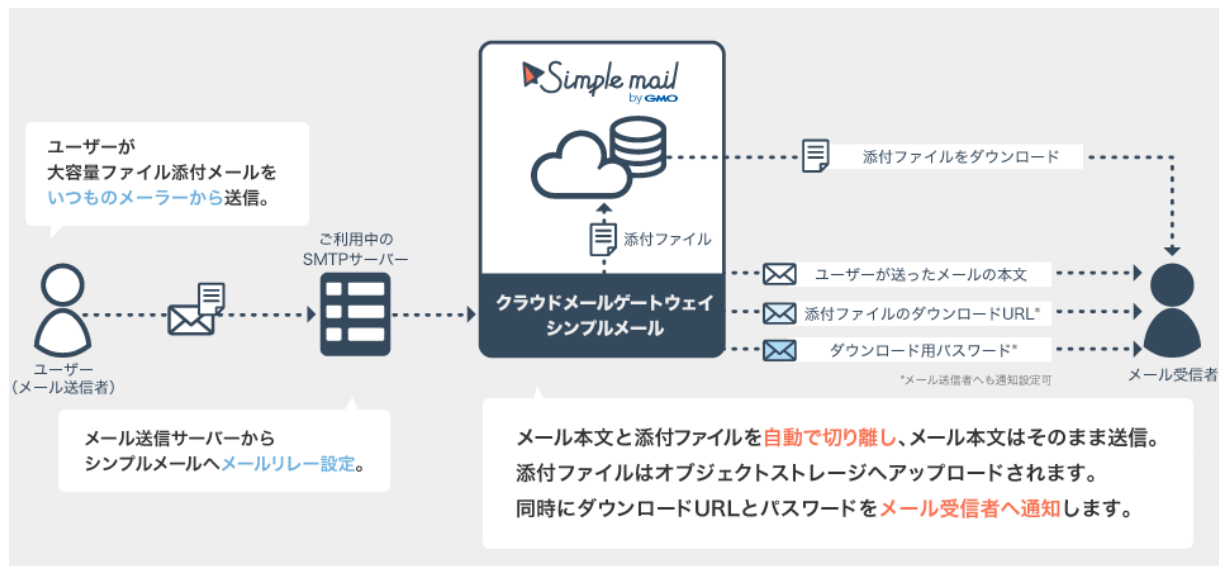 Simple mail
by GMO
ユーザーが
大容量ファイル添付メールを
いつものメーラーから送信。
ご利用中の
SMTPサーバー
添付ファイルをダウンロード
添付ファイル
クラウドメールゲートウェイ
シンプルメール
ユーザーが送ったメールの本文
添付ファイルのダウンロードURL*
ダウンロード用パスワード*
*メール送信者へも通知設定可
ユーザー
（メール送信者）
メール受信者
メール送信サーバーから
シンプルメールへメールリレー設定。
メール本文と添付ファイルを自動で切り離し、メール本文はそのまま送信。
添付ファイルはオブジェクトストレージへアップロードされます。
同時にダウンロードURLとパスワードをメール受信者へ通知します。